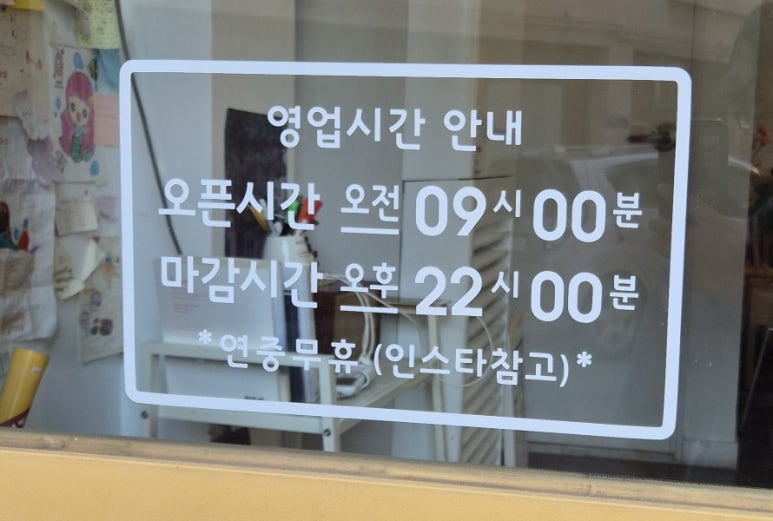 영업시간 안내
오픈시간 오전 09시 00분
마감시간 오후 22시 00분
*연중무휴 (인스타참고)*